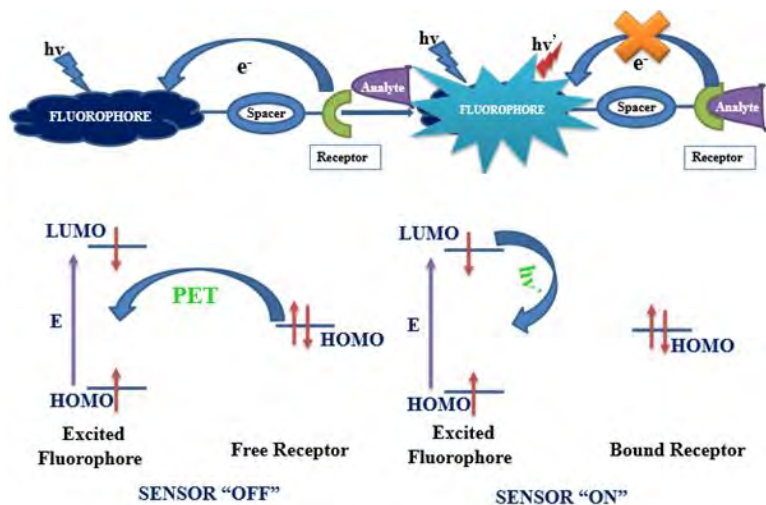 hν
e-
FLUOROPHORE
Spacer
Analyte
Receptor
hν
hν'
e-
FLUOROPHORE
Spacer
Analyte
Receptor
LUMO
E
PET
HOMO
HOMO
Excited
Fluorophore
Free Receptor
SENSOR “OFF”
LUMO
E
hν'
HOMO
HOMO
Excited
Fluorophore
Bound Receptor
SENSOR “ON”